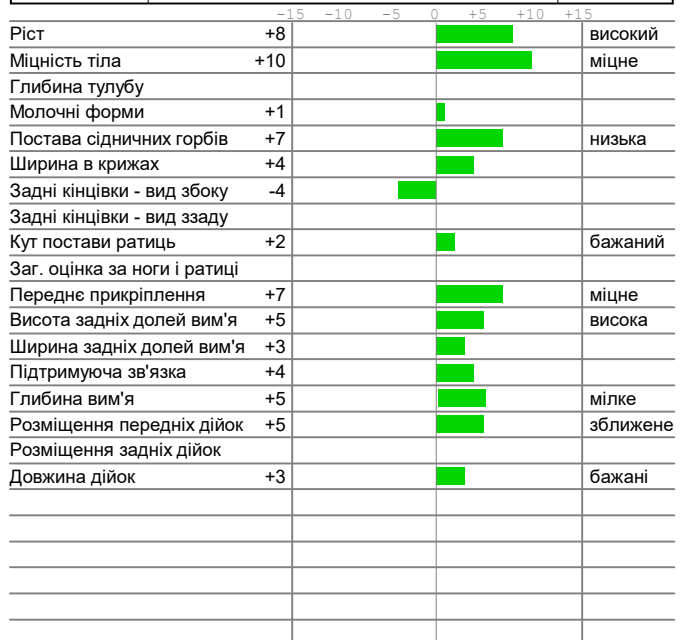 -15 -10 -5 0 +5 +10 +15
Ріст +8 високий
Міцність тіла +10 міцне
Глибина тулубу
Молочні форми +1
Постава сідничних горбів +7 низька
Ширина в крижах +4
Задні кінцівки - вид збоку -4
Задні кінцівки - вид ззаду
Кут постави ратиць +2 бажаний
Заг. оцінка за ноги і ратиці
Переднє прикріплення +7 міцне
Висота задніх долей вим'я +5 висока
Ширина задніх долей вим'я +3
Підтримуюча зв'язка +4
Глибина вим'я +5 мілке
Розміщення передніх дійок +5 зближене
Розміщення задніх дійок
Довжина дійок +3 бажані